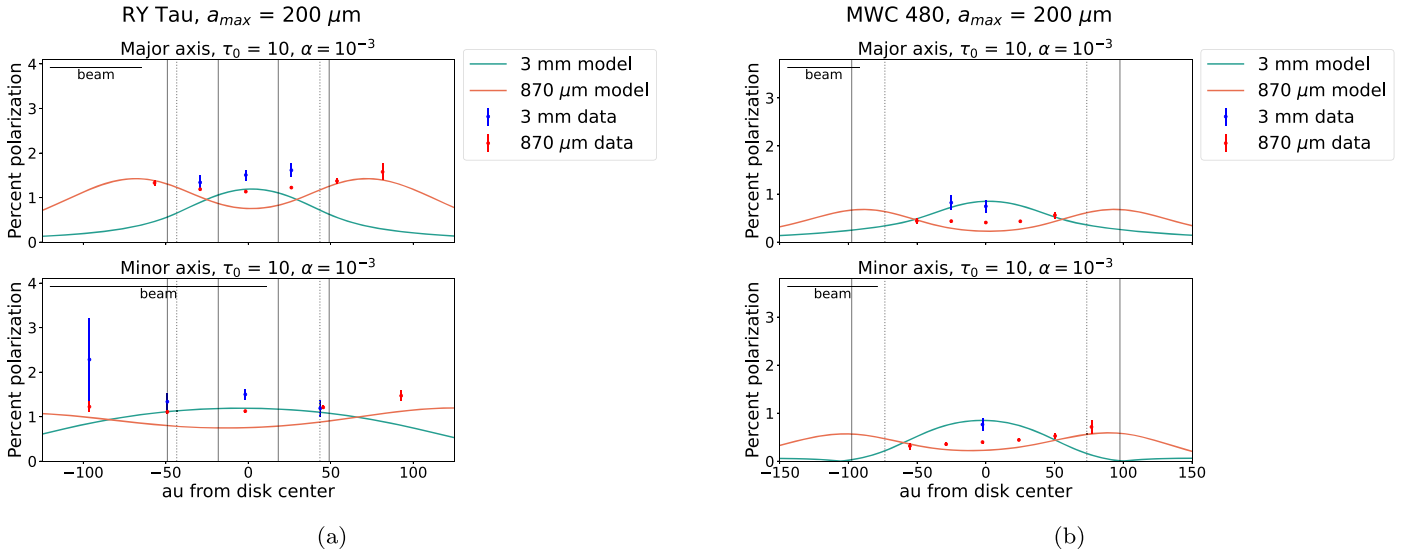 RY Tau, a_max = 200 μm
Major axis, τ₀ = 10, α = 10⁻³
Percent polarization
4
3
2
1
0
beam
3 mm model
870 μm model
3 mm data
870 μm data
Minor axis, τ₀ = 10, α = 10⁻³
Percent polarization
4
3
2
1
0
beam
−100 −50 0 50 100
au from disk center
(a)
MWC 480, a_max = 200 μm
Major axis, τ₀ = 10, α = 10⁻³
Percent polarization
3
2
1
0
beam
3 mm model
870 μm model
3 mm data
870 μm data
Minor axis, τ₀ = 10, α = 10⁻³
Percent polarization
3
2
1
0
beam
−150 −100 −50 0 50 100 150
au from disk center
(b)